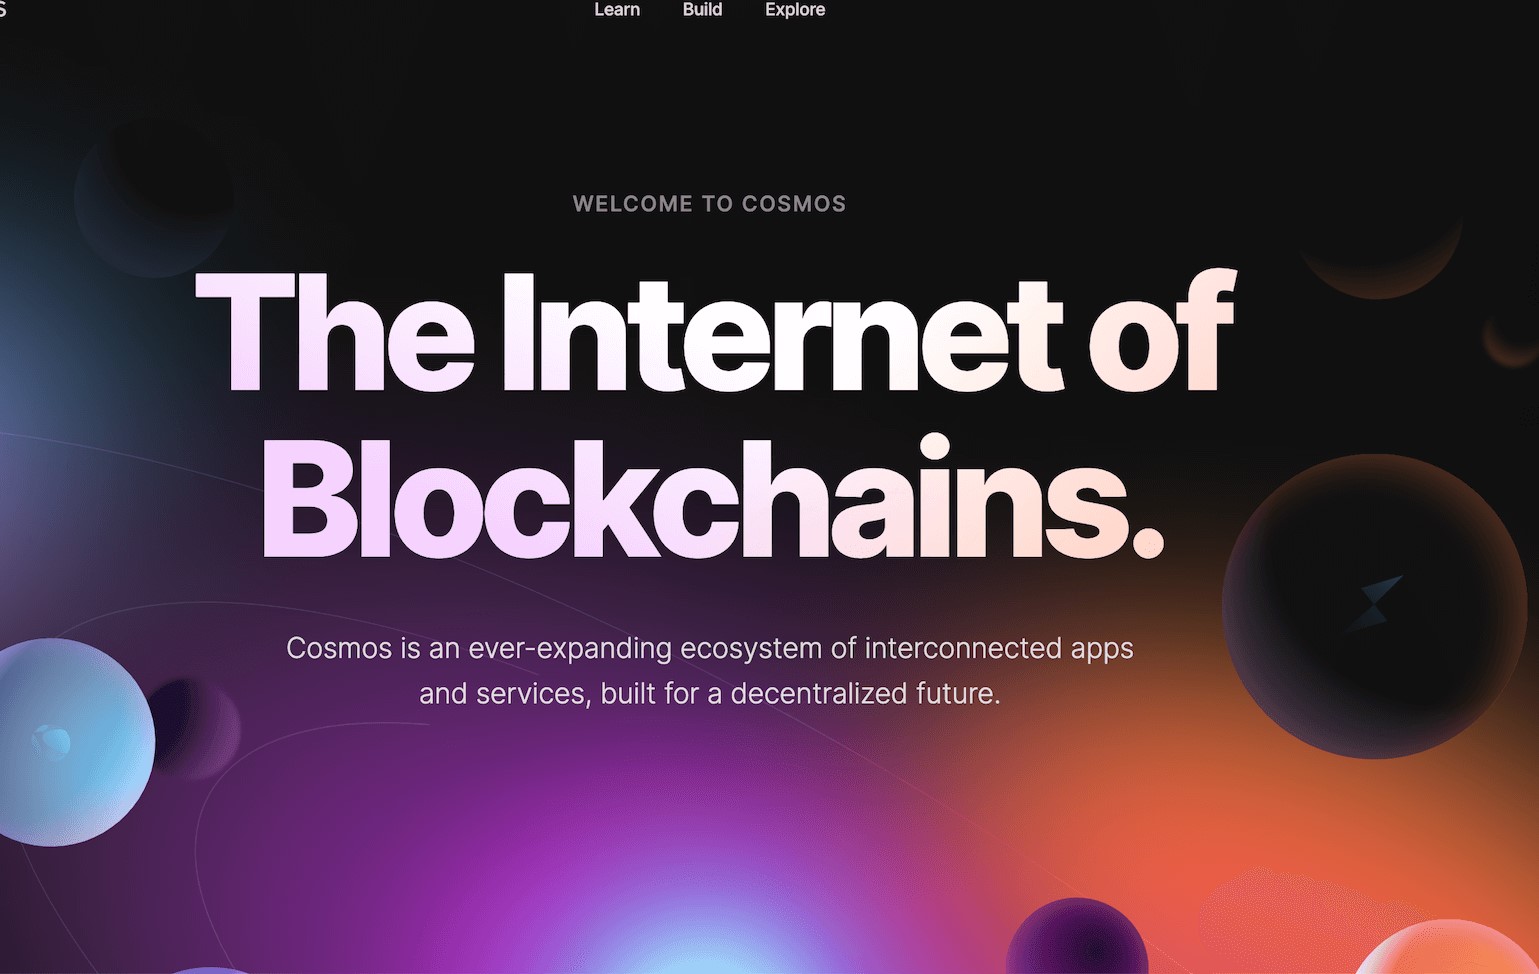 Learn Build Explore
WELCOME TO COSMOS
The Internet of
Blockchains.
Cosmos is an ever-expanding ecosystem of interconnected apps
and services, built for a decentralized future.